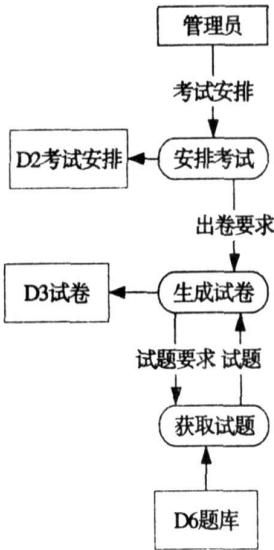 管理员
考试安排
D2考试安排
安排考试
出卷要求
D3试卷
生成试卷
试题要求 试题
获取试题
D6题库